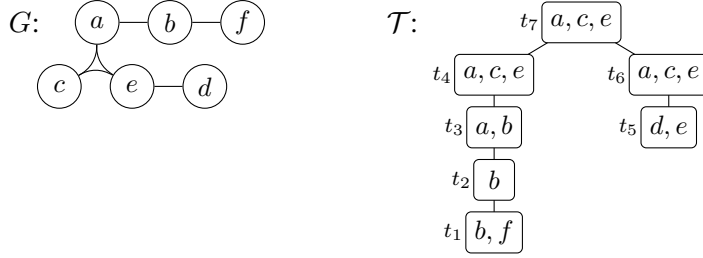 G:
a b f
c e d
𝒯:
t₇ a, c, e
t₄ a, c, e
t₆ a, c, e
t₃ a, b
t₅ d, e
t₂ b
t₁ b, f